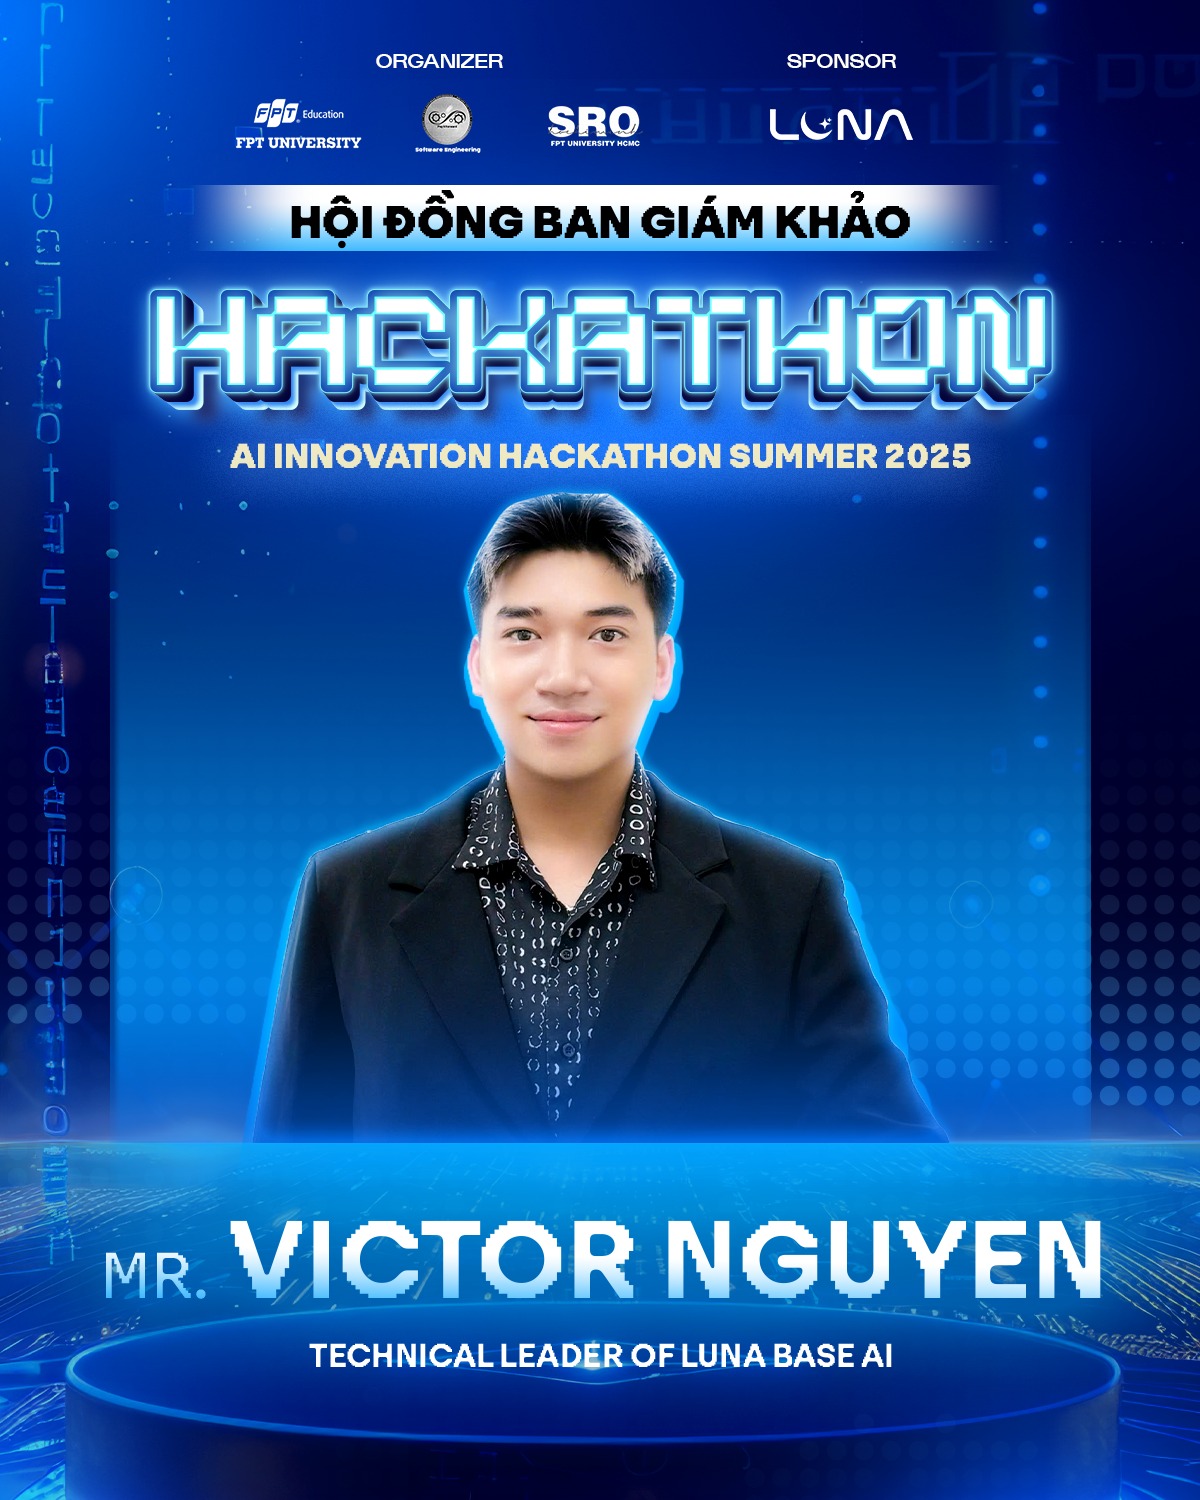 ORGANIZER
SPONSOR
FPT Education
FPT UNIVERSITY
Software Engineering
SRO
FPT UNIVERSITY HCMC
LUNA
HỘI ĐỒNG BAN GIÁM KHẢO
HACKATHON
AI INNOVATION HACKATHON SUMMER 2025
MR. VICTOR NGUYEN
TECHNICAL LEADER OF LUNA BASE AI